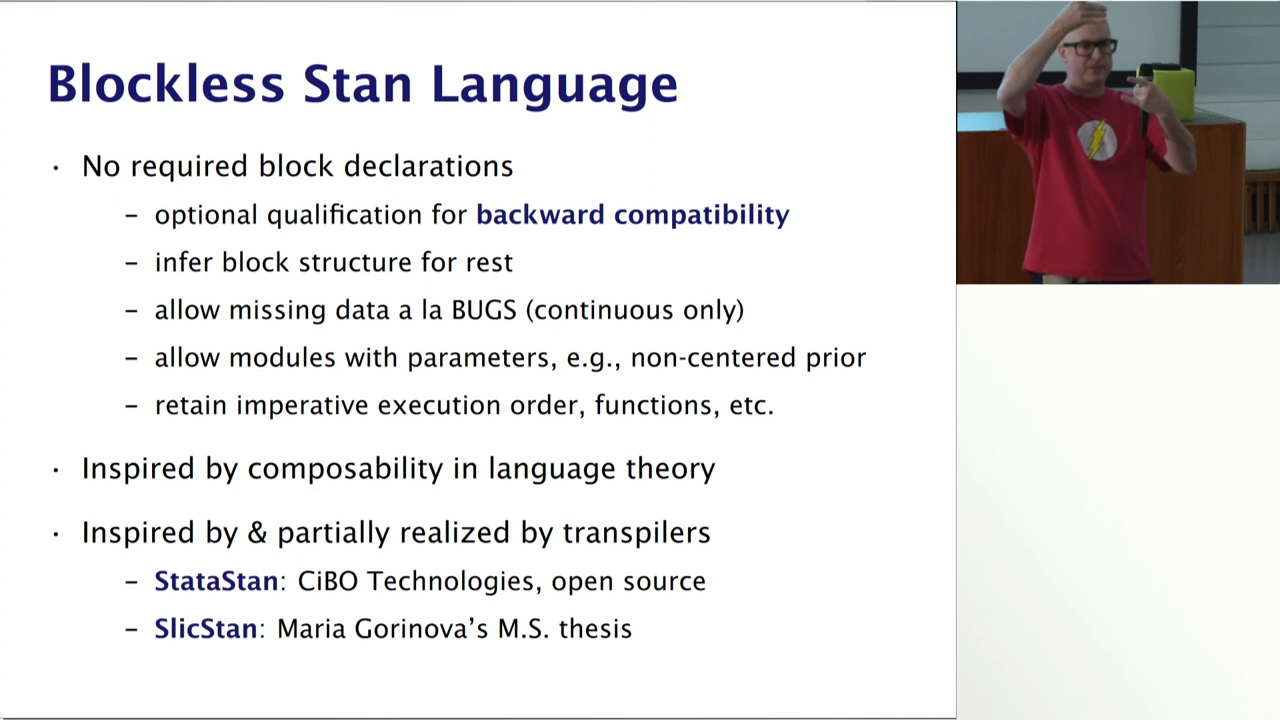 Blockless Stan Language
· No required block declarations
– optional qualification for backward compatibility
– infer block structure for rest
– allow missing data a la BUGS (continuous only)
– allow modules with parameters, e.g., non-centered prior
– retain imperative execution order, functions, etc.
· Inspired by composability in language theory
· Inspired by & partially realized by transpilers
– StataStan: CiBO Technologies, open source
– SlicStan: Maria Gorinova’s M.S. thesis